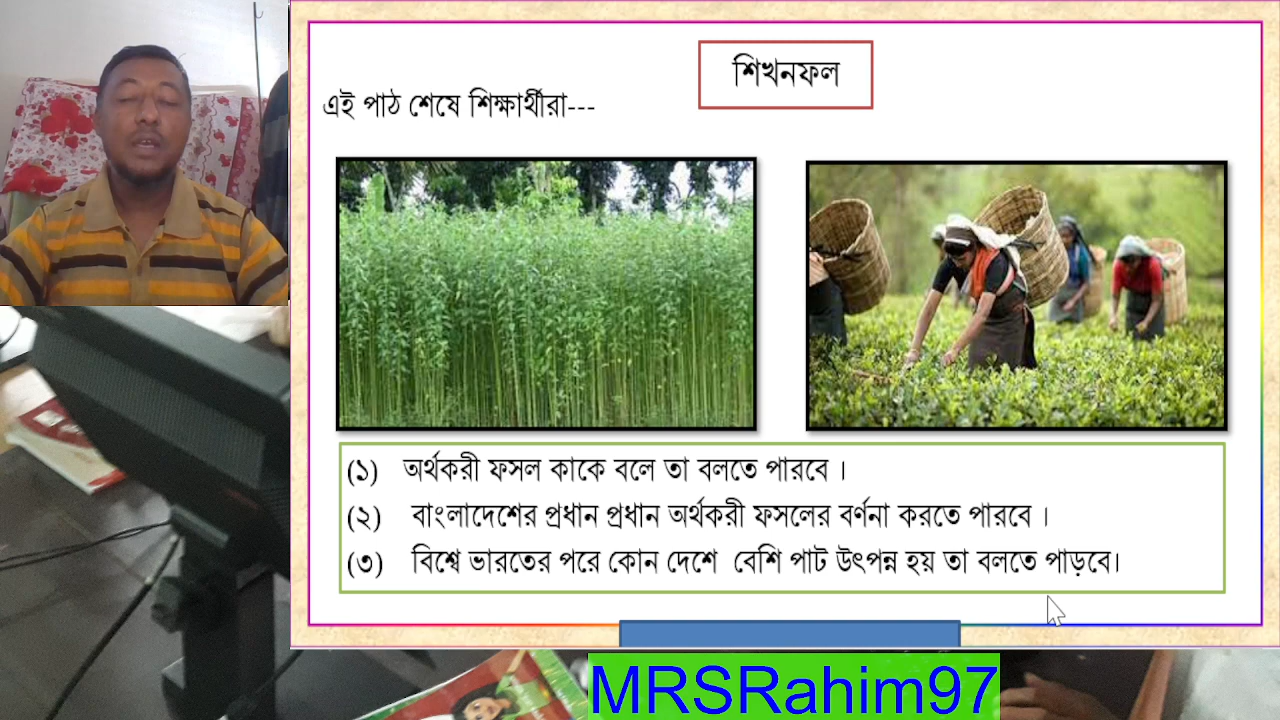 শিখনফল
এই পাঠ শেষে শিক্ষার্থীরা---
(১) অর্থকরী ফসল কাকে বলে তা বলতে পারবে ।
(২) বাংলাদেশের প্রধান প্রধান অর্থকরী ফসলের বর্ণনা করতে পারবে ।
(৩) বিশ্বে ভারতের পরে কোন দেশে বেশি পাট উৎপন্ন হয় তা বলতে পাড়বে।
MRSRahim97